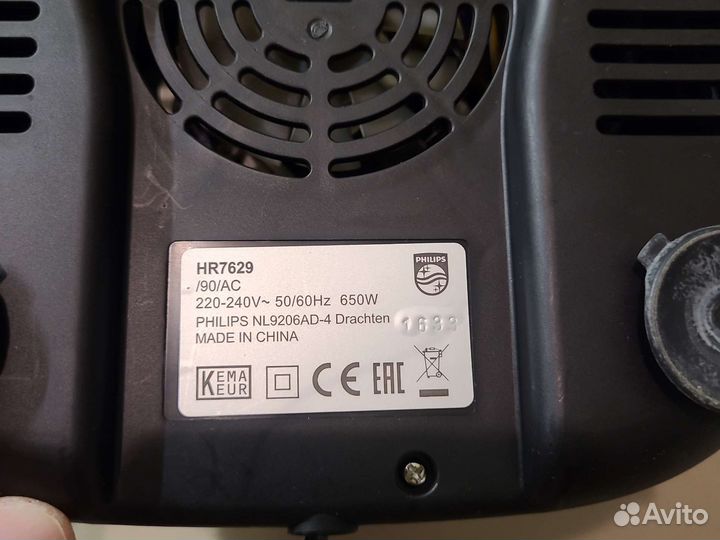 HR7629
/90/AC
220-240V~ 50/60Hz 650W
PHILIPS NL9206AD-4 Drachten 1633
MADE IN CHINA
PHILIPS
KEMA
KEUR
CE EAC
Avito